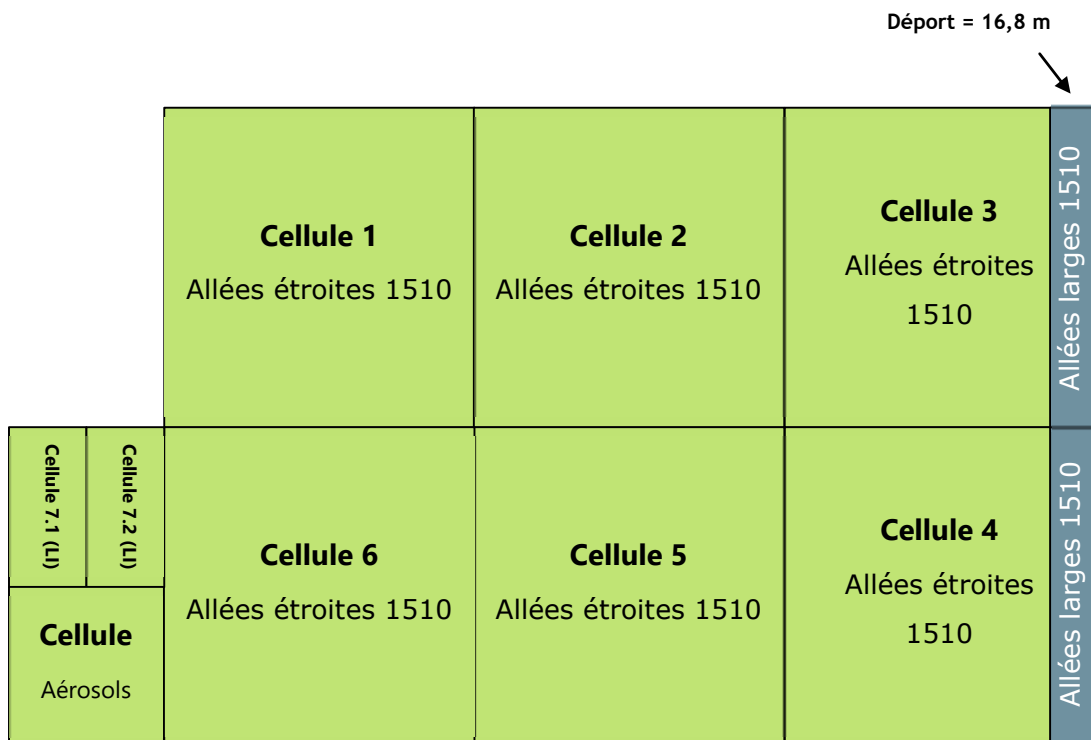 Déport = 16,8 m
Cellule 1
Allées étroites 1510
Cellule 2
Allées étroites 1510
Cellule 3
Allées étroites
1510
Allées larges 1510
Cellule 7.1 (LI)
Cellule 7.2 (LI)
Cellule
Aérosols
Cellule 6
Allées étroites 1510
Cellule 5
Allées étroites 1510
Cellule 4
Allées étroites
1510
Allées larges 1510